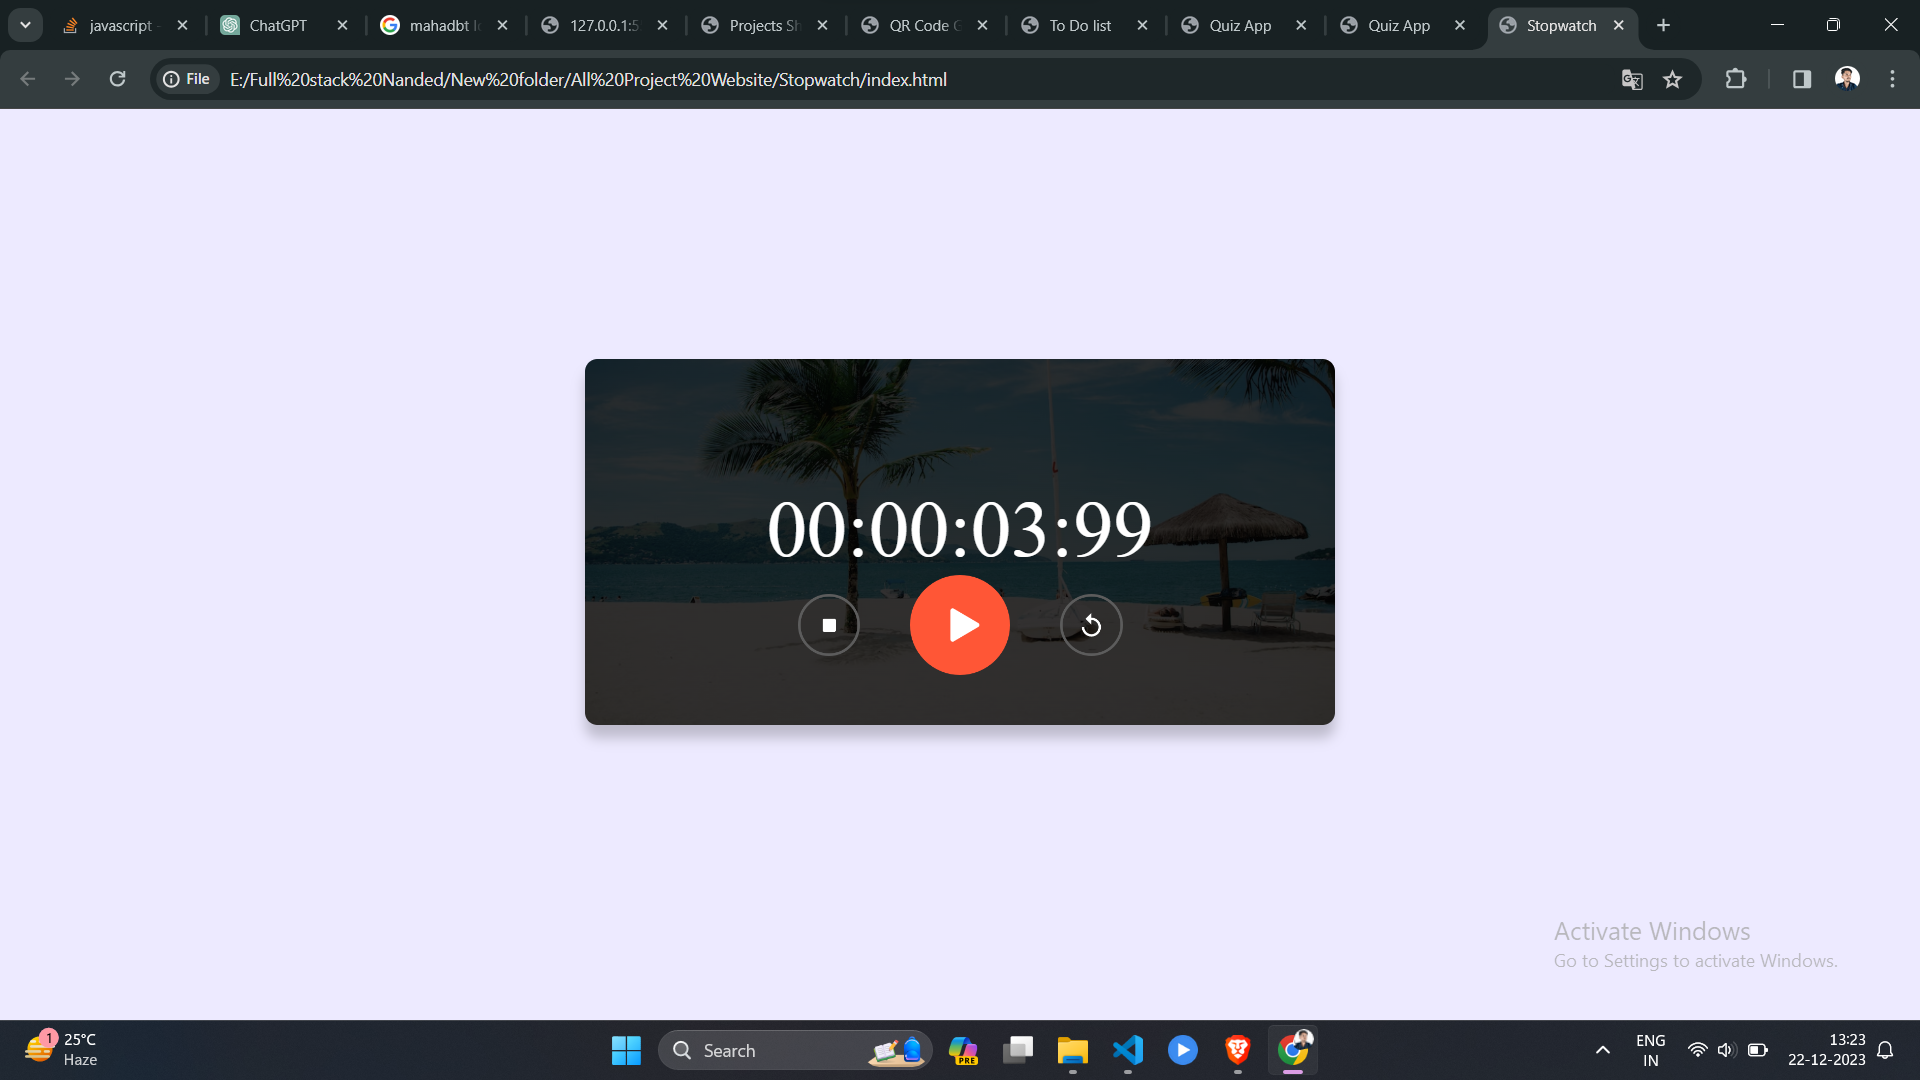 javascript -
ChatGPT
mahadbt lo
127.0.0.1:5
Projects Sh
QR Code G
To Do list
Quiz App
Quiz App
Stopwatch
File
E:/Full%20stack%20Nanded/New%20folder/All%20Project%20Website/Stopwatch/index.html
00:00:03:99
Activate Windows
Go to Settings to activate Windows.
1
25°C
Haze
Search
PRE
ENG
IN
13:23
22-12-2023